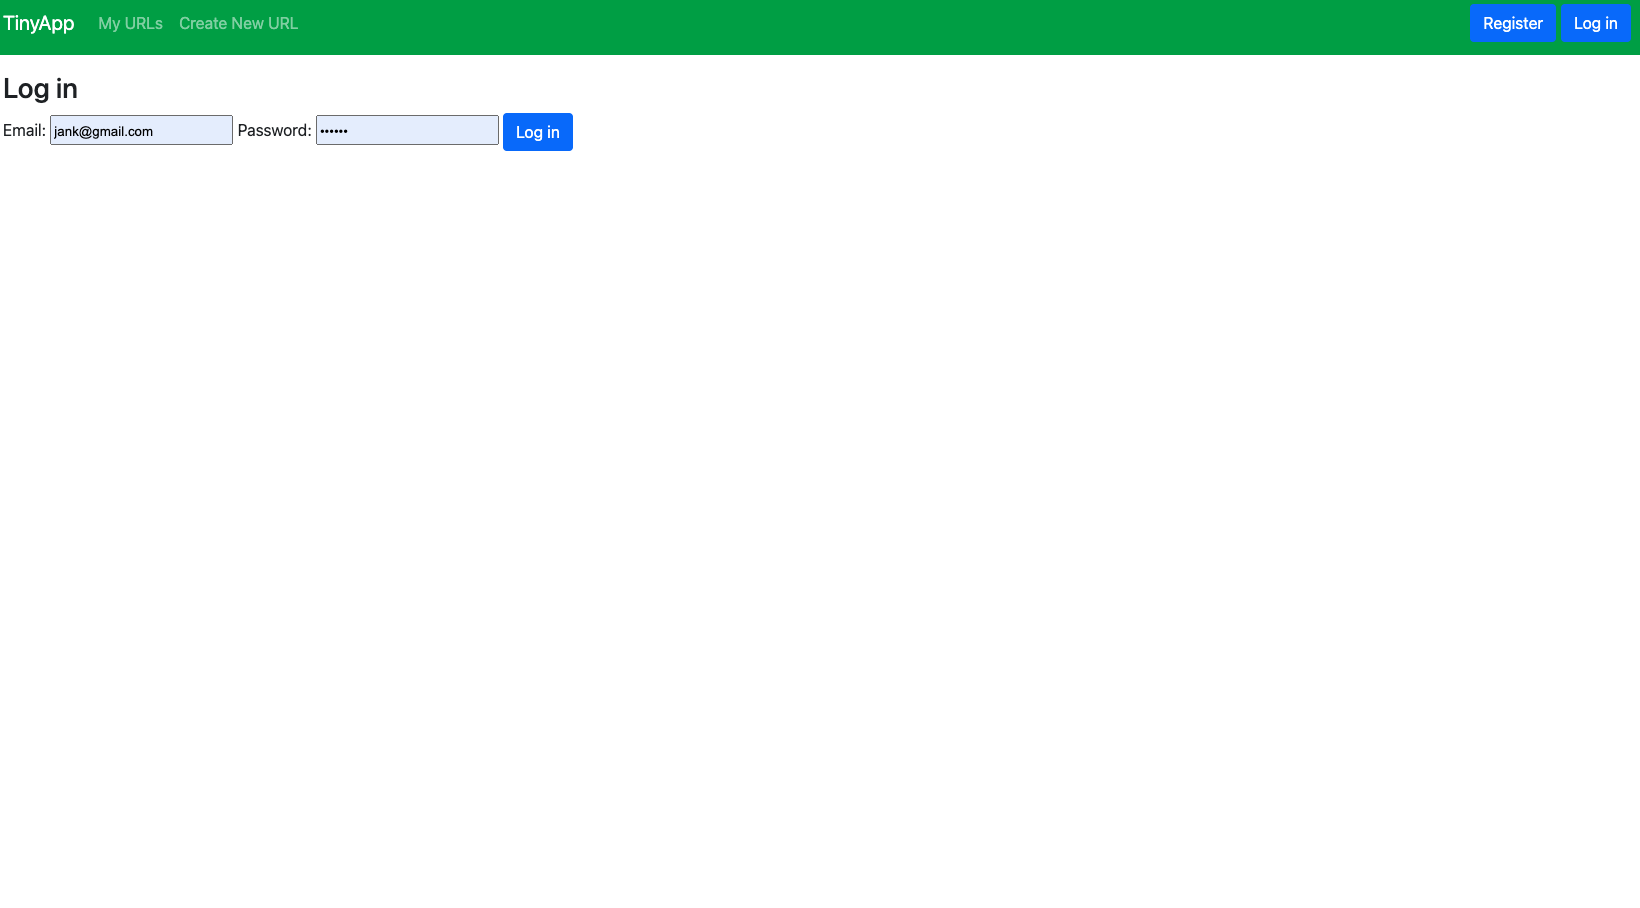 TinyApp My URLs Create New URL Register Log in
Log in
Email: jank@gmail.com Password: •••••• Log in